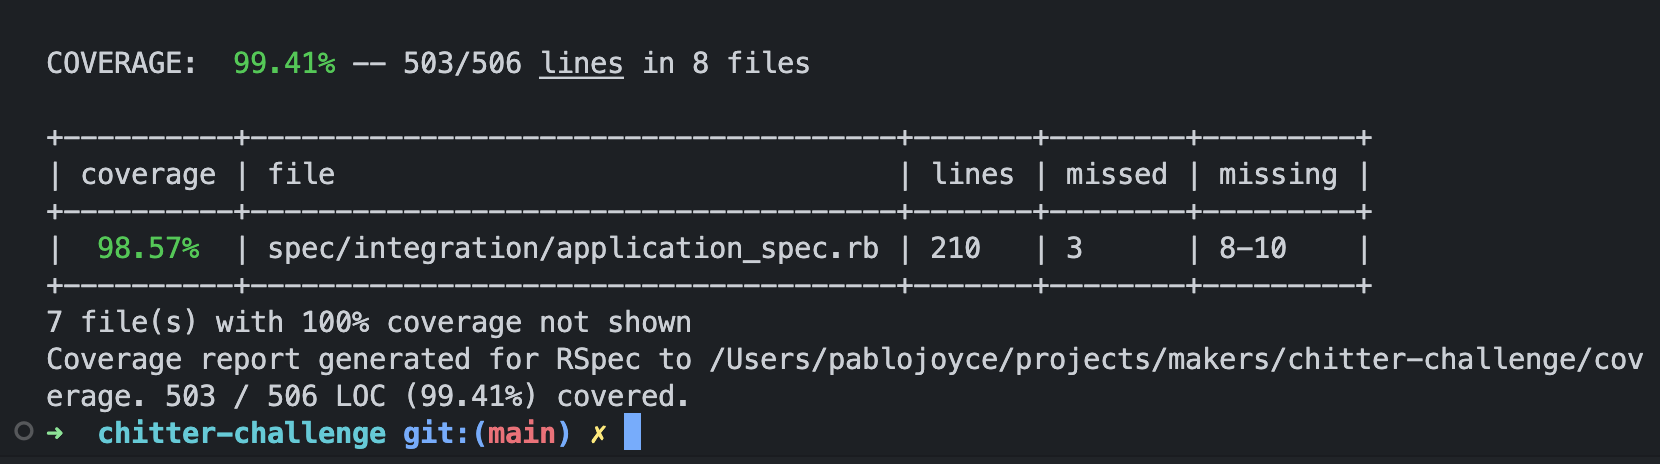 COVERAGE:  99.41% -- 503/506 lines in 8 files
+----------+--------------------------------------+-------+--------+---------+
| coverage | file                                 | lines | missed | missing |
+----------+--------------------------------------+-------+--------+---------+
|  98.57%  | spec/integration/application_spec.rb | 210   | 3      | 8-10    |
+----------+--------------------------------------+-------+--------+---------+
7 file(s) with 100% coverage not shown
Coverage report generated for RSpec to /Users/pablojoyce/projects/makers/chitter-challenge/cov
erage. 503 / 506 LOC (99.41%) covered.
➜  chitter-challenge git:(main) ✗